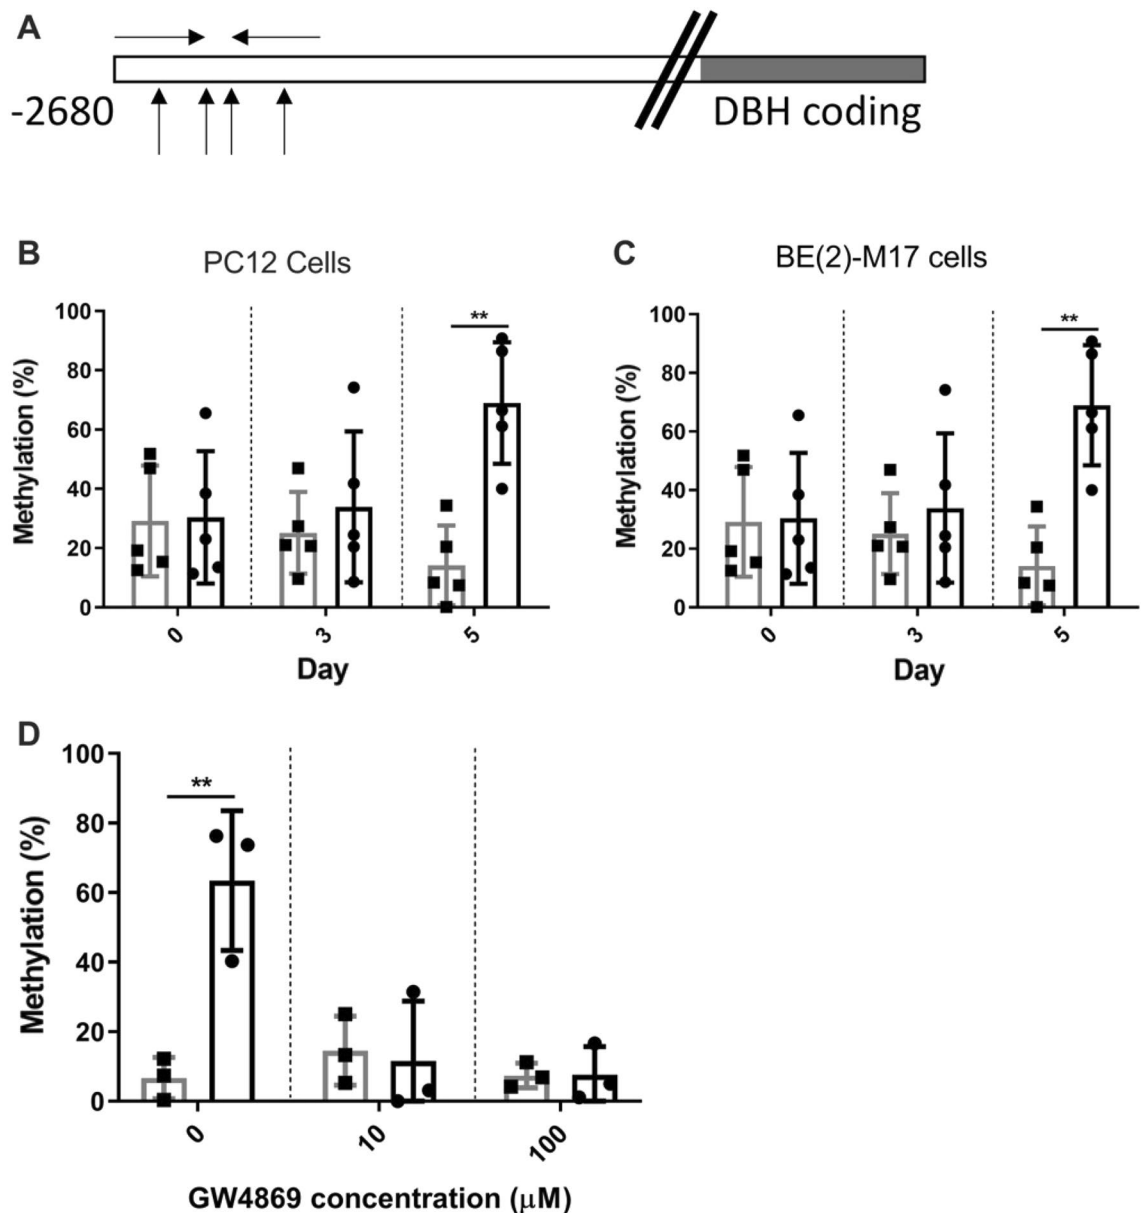 A
-2680
DBH coding
B
PC12 Cells
Methylation (%)
100
80
60
40
20
0
**
0
3
5
Day
C
BE(2)-M17 cells
Methylation (%)
100
80
60
40
20
0
**
0
3
5
Day
D
Methylation (%)
100
80
60
40
20
0
**
0
10
100
GW4869 concentration (μM)